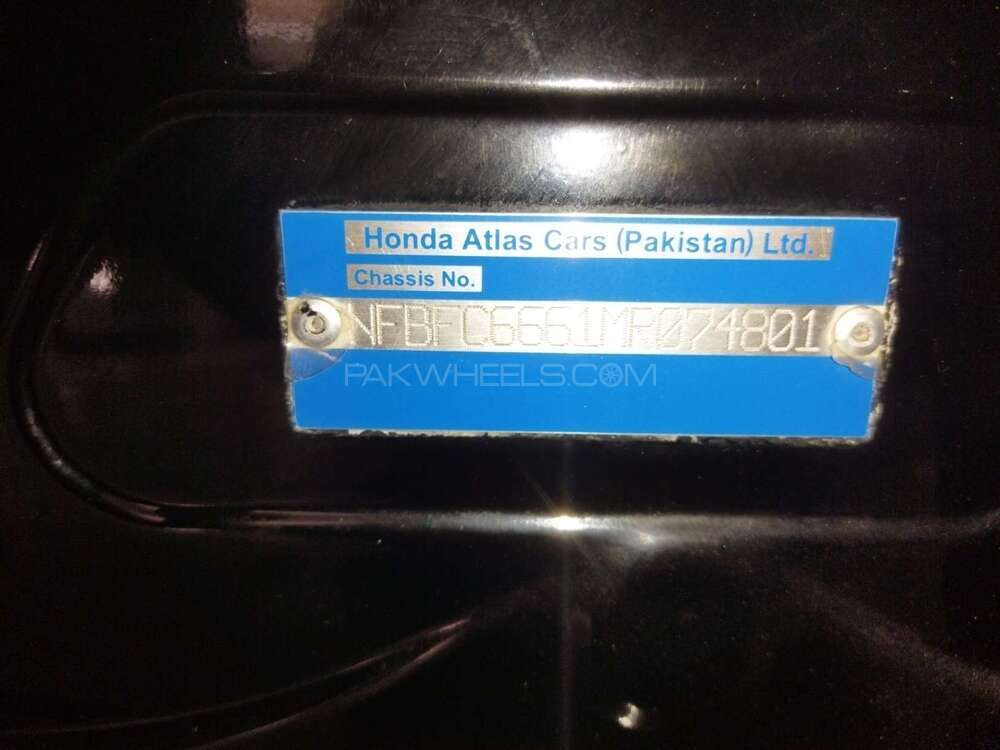 Honda Atlas Cars (Pakistan) Ltd.
Chassis No.
NFBFC6661MR074801
PAKWHEELS.COM